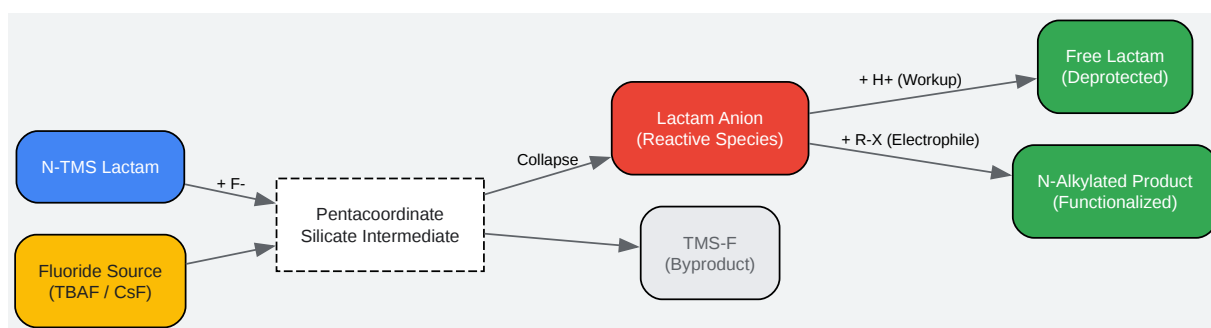 N-TMS Lactam
Fluoride Source
(TBAF / CsF)
+ F-
Pentacoordinate
Silicate Intermediate
Collapse
Lactam Anion
(Reactive Species)
TMS-F
(Byproduct)
+ H+ (Workup)
+ R-X (Electrophile)
Free Lactam
(Deprotected)
N-Alkylated Product
(Functionalized)